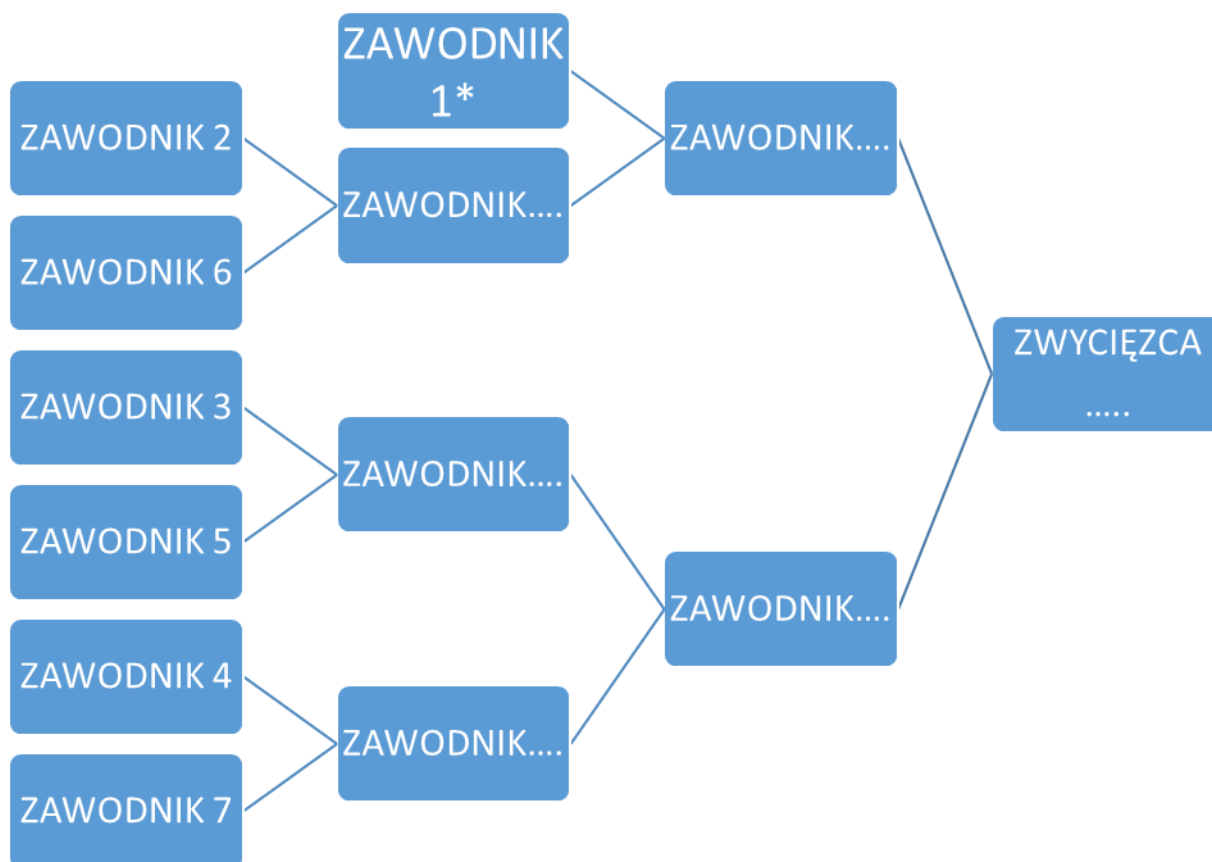 ZAWODNIK 2
ZAWODNIK 6
ZAWODNIK 3
ZAWODNIK 5
ZAWODNIK 4
ZAWODNIK 7
ZAWODNIK
1*
ZAWODNIK....
ZAWODNIK....
ZAWODNIK....
ZAWODNIK....
ZAWODNIK....
ZWYCIĘZCA
.....